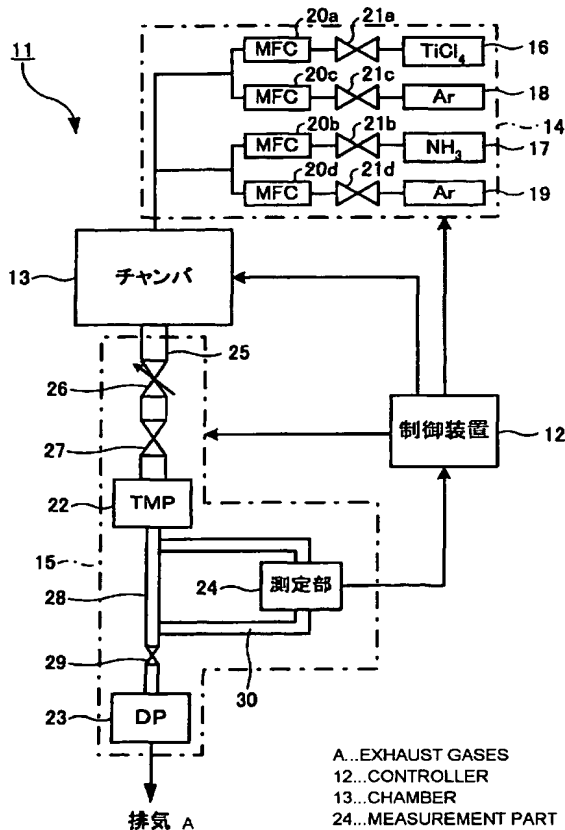 11
20a 21a
MFC TiCl₄ 16
20c 21c
MFC Ar 18
20b 21b 14
MFC NH₃ 17
20d 21d
MFC Ar 19
13 チャンバ
25
26
27
制御装置 12
22 TMP
15
24 測定部
28
29
30
23 DP
排気 A
A...EXHAUST GASES
12...CONTROLLER
13...CHAMBER
24...MEASUREMENT PART